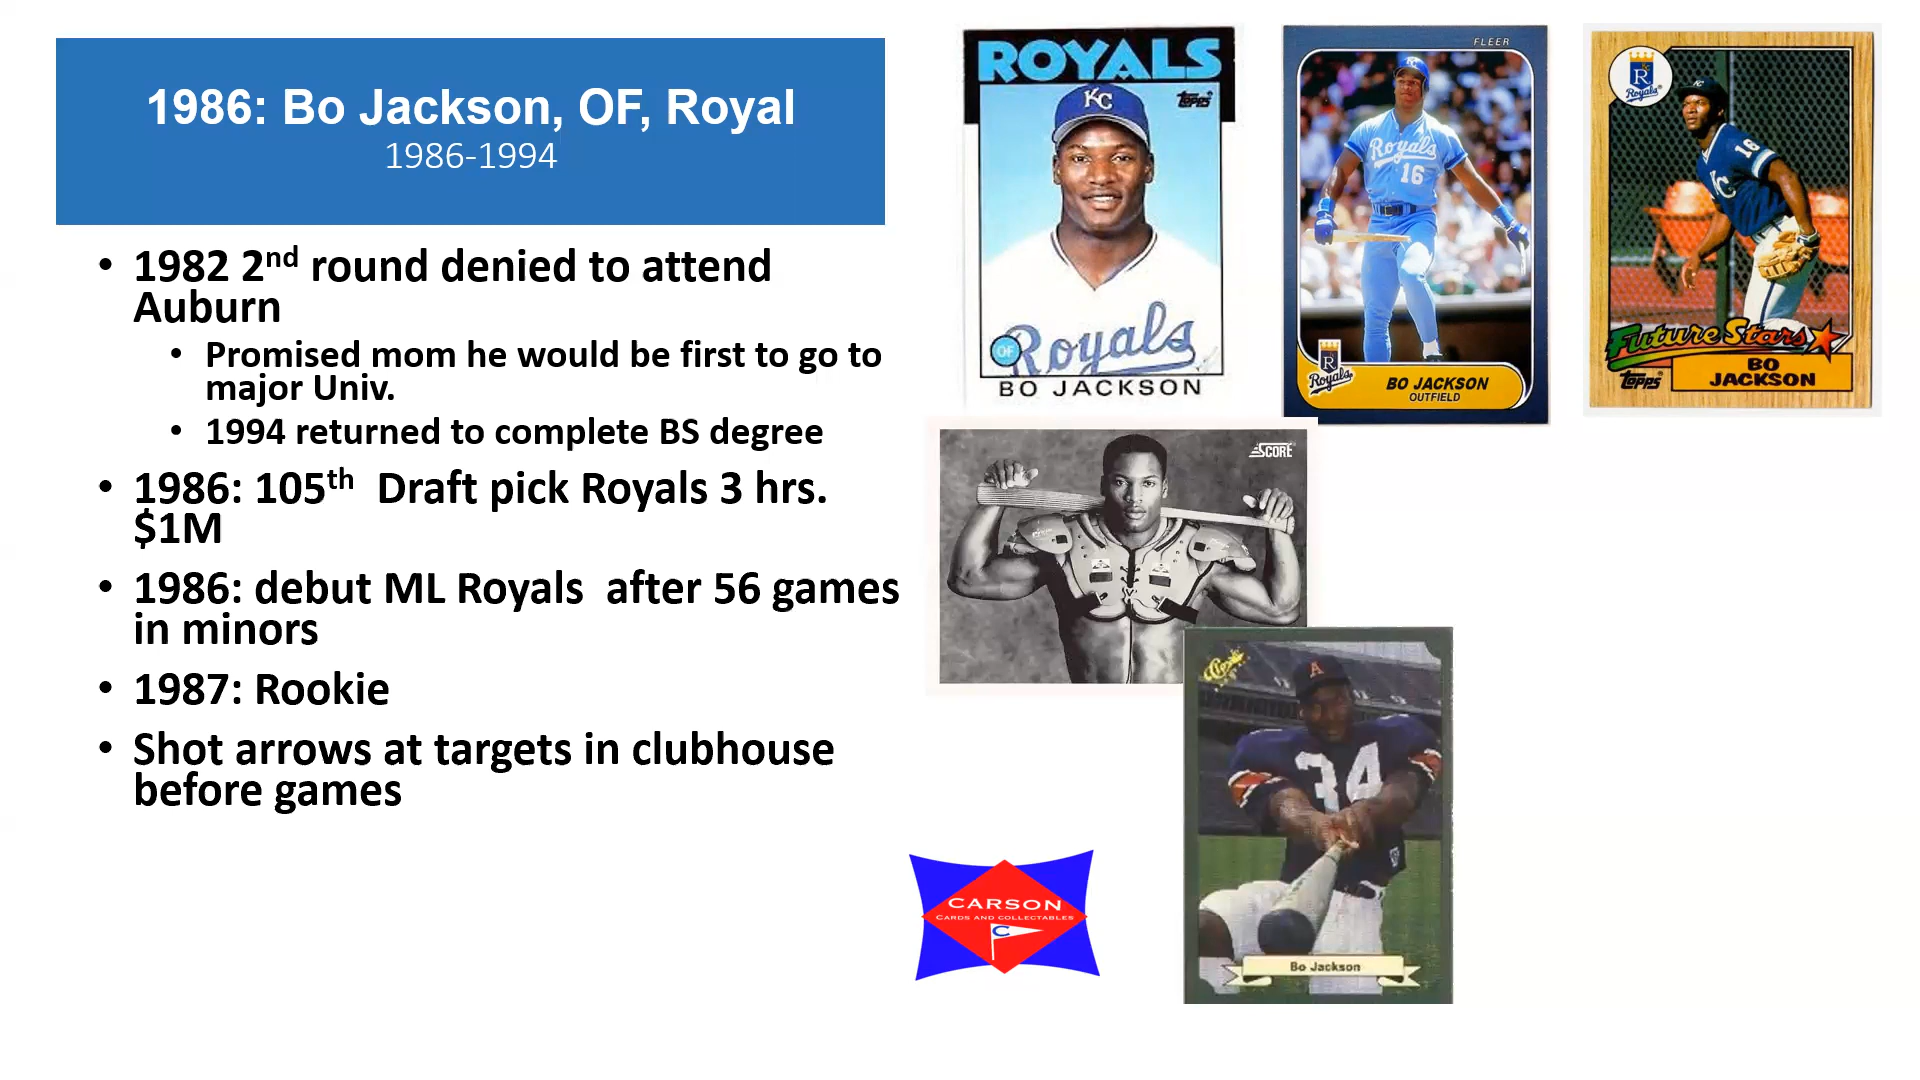 1986: Bo Jackson, OF, Royal
1986-1994
• 1982 2nd round denied to attend
Auburn
• Promised mom he would be first to go to
major Univ.
• 1994 returned to complete BS degree
• 1986: 105th Draft pick Royals 3 hrs.
$1M
• 1986: debut ML Royals after 56 games
in minors
• 1987: Rookie
• Shot arrows at targets in clubhouse
before games
ROYALS
KC
Topps
Royals
OF
BO JACKSON
FLEER
Royals
16
R
Royals
BO JACKSON
OUTFIELD
R
Royals
KC
16
Future Stars
Topps
BO
JACKSON
SCORE
Classic
A
34
Bo Jackson
CARSON
CARDS AND COLLECTABLES
C